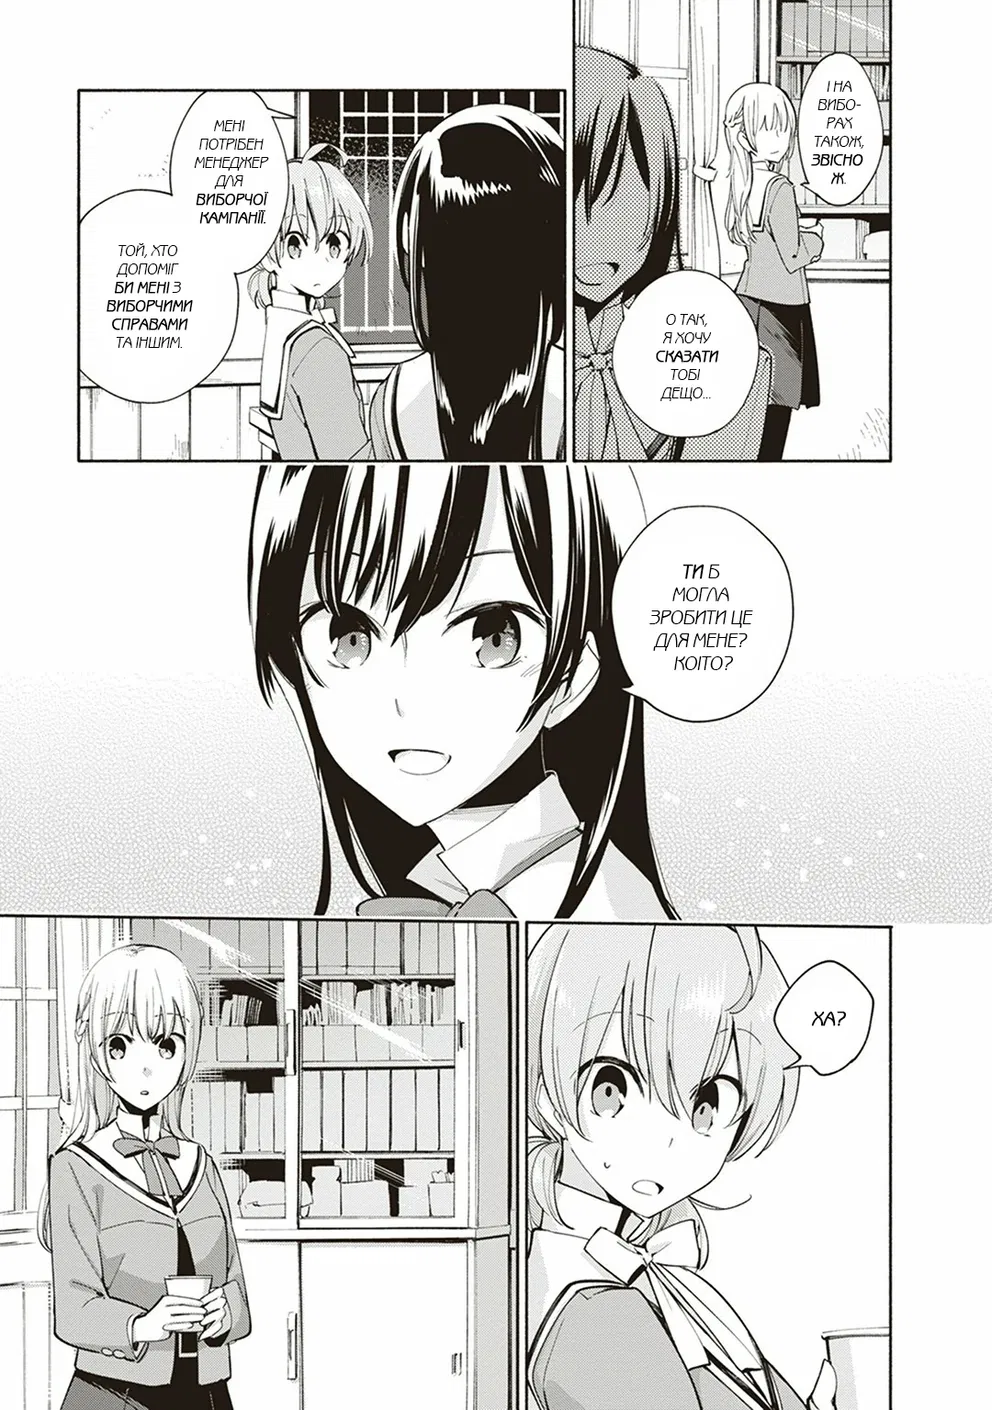 І НА
ВИБО-
РАХ
ТАКОЖ,
ЗВІСНО
Ж.
О ТАК,
Я ХОЧУ
СКАЗАТИ
ТОБІ
ДЕЩО...
МЕНІ
ПОТРІБЕН
МЕНЕДЖЕР
ДЛЯ
ВИБОРЧОЇ
КАМПАНІЇ.
ТОЙ, ХТО
ДОПОМІГ
БИ МЕНІ З
ВИБОРЧИМИ
СПРАВАМИ
ТА ІНШИМ.
ТИ Б
МОГЛА
ЗРОБИТИ ЦЕ
ДЛЯ МЕНЕ?
КОІТО?
ХА?